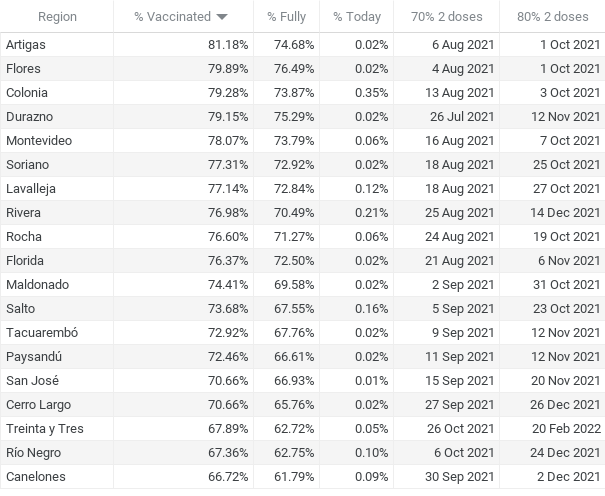 Region % Vaccinated % Fully % Today 70% 2 doses 80% 2 doses
Artigas 81.18% 74.68% 0.02% 6 Aug 2021 1 Oct 2021
Flores 79.89% 76.49% 0.02% 4 Aug 2021 1 Oct 2021
Colonia 79.28% 73.87% 0.35% 13 Aug 2021 3 Oct 2021
Durazno 79.15% 75.29% 0.02% 26 Jul 2021 12 Nov 2021
Montevideo 78.07% 73.79% 0.06% 16 Aug 2021 7 Oct 2021
Soriano 77.31% 72.92% 0.02% 18 Aug 2021 25 Oct 2021
Lavalleja 77.14% 72.84% 0.12% 18 Aug 2021 27 Oct 2021
Rivera 76.98% 70.49% 0.21% 25 Aug 2021 14 Dec 2021
Rocha 76.60% 71.27% 0.06% 24 Aug 2021 19 Oct 2021
Florida 76.37% 72.50% 0.02% 21 Aug 2021 6 Nov 2021
Maldonado 74.41% 69.58% 0.02% 2 Sep 2021 31 Oct 2021
Salto 73.68% 67.55% 0.16% 5 Sep 2021 23 Oct 2021
Tacuarembó 72.92% 67.76% 0.02% 9 Sep 2021 12 Nov 2021
Paysandú 72.46% 66.61% 0.02% 11 Sep 2021 12 Nov 2021
San José 70.66% 66.93% 0.01% 15 Sep 2021 20 Nov 2021
Cerro Largo 70.66% 65.76% 0.02% 27 Sep 2021 26 Dec 2021
Treinta y Tres 67.89% 62.72% 0.05% 26 Oct 2021 20 Feb 2022
Río Negro 67.36% 62.75% 0.10% 6 Oct 2021 24 Dec 2021
Canelones 66.72% 61.79% 0.09% 30 Sep 2021 2 Dec 2021